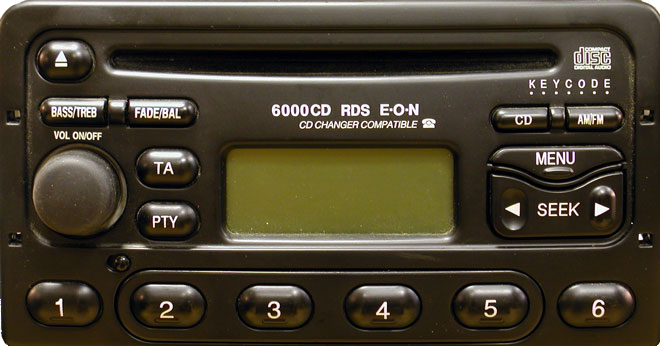 COMPACT
disc
DIGITAL AUDIO
KEYCODE
BASS/TREB
FADE/BAL
6000CD RDS E·O·N
CD CHANGER COMPATIBLE
CD
AM/FM
VOL ON/OFF
TA
MENU
PTY
SEEK
1
2
3
4
5
6